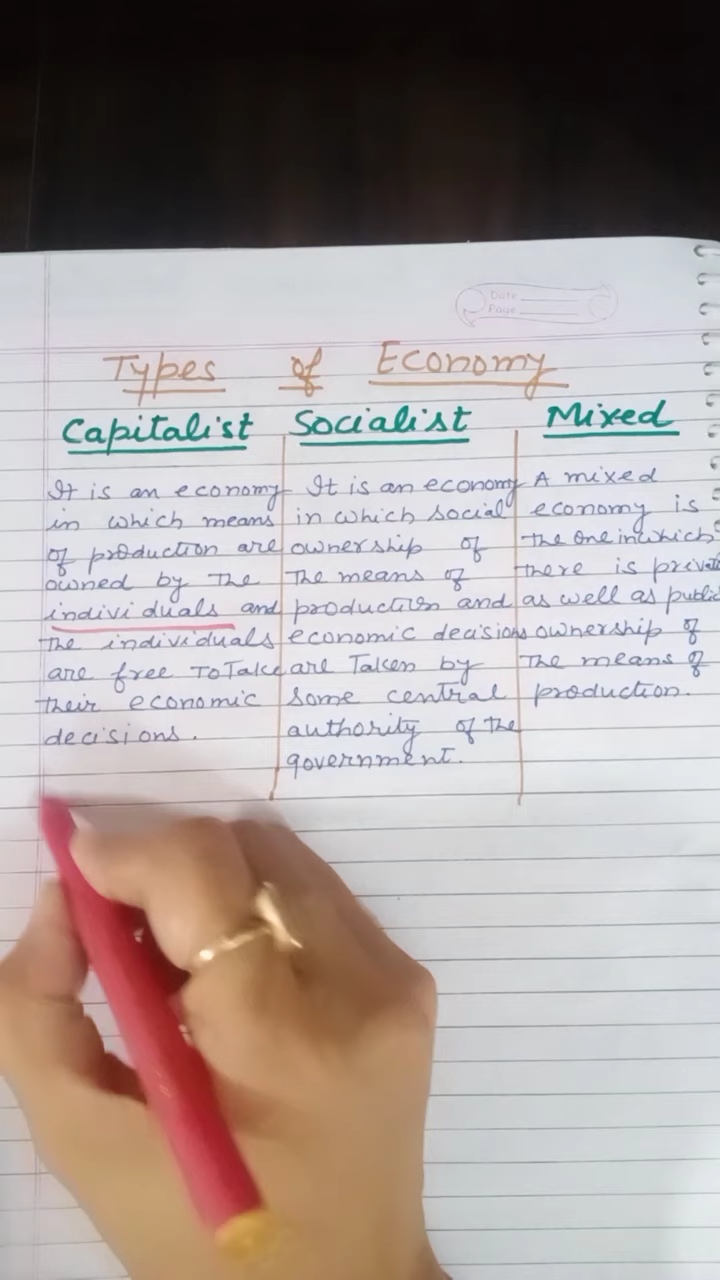 Date
Page
Types of Economy
Capitalist
It is an economy
in which means
of production are
owned by the
individuals and
the individuals
are free to take
their economic
decisions.
Socialist
It is an economy
in which social
ownership of
the means of
production and
economic decisions
are taken by
some central
authority of the
government.
Mixed
A mixed
economy is
the one in which
there is private
as well as public
ownership of
the means of
production.